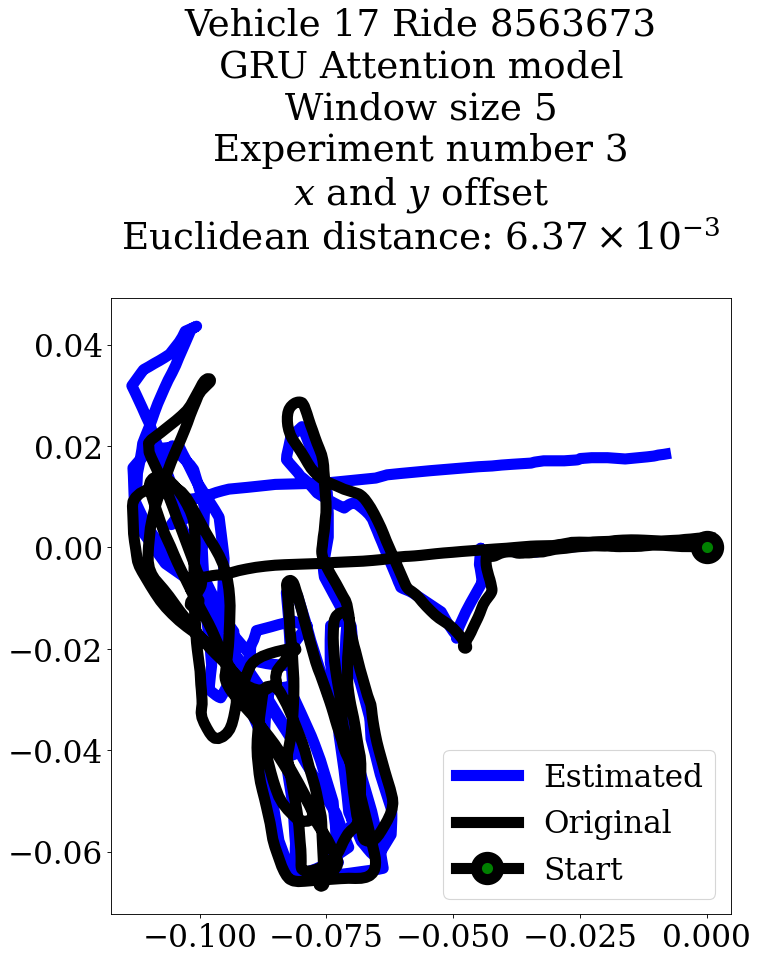 Vehicle 17 Ride 8563673
GRU Attention model
Window size 5
Experiment number 3
x and y offset
Euclidean distance: 6.37 × 10⁻³
0.04
0.02
0.00
−0.02
−0.04
−0.06
Estimated
Original
Start
−0.100 −0.075 −0.050 −0.025 0.000